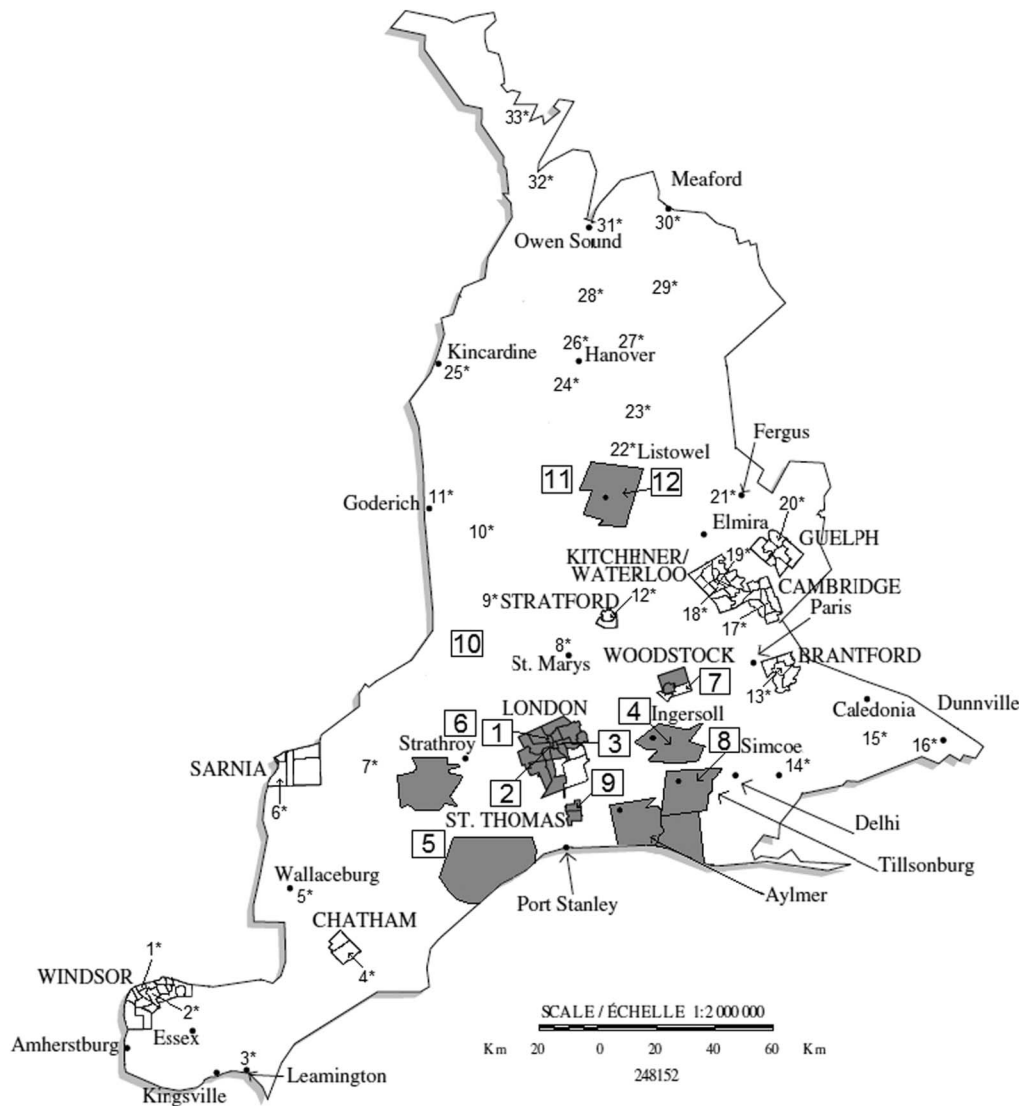 33*
32*
Meaford
30*
31*
Owen Sound
29*
28*
26*
27*
Hanover
Kincardine
25*
24*
23*
Fergus
22* Listowel
11
12
21*
20*
Goderich
11*
Elmira
10*
GUELPH
KITCHENER/
WATERLOO
19*
CAMBRIDGE
9* STRATFORD
12*
18*
17*
Paris
10
8*
St. Marys
WOODSTOCK
BRANTFORD
7
13*
LONDON
4
Ingersoll
Caledonia
Dunnville
6
1
3
8
Simcoe
15*
16*
Strathroy
SARNIA
7*
2
9
14*
6*
ST. THOMAS
Delhi
5
Tillsonburg
Wallaceburg
5*
Port Stanley
Aylmer
CHATHAM
4*
1*
WINDSOR
2*
Essex
Amherstburg
3*
Leamington
Kingsville
SCALE / ÉCHELLE 1:2 000 000
Km 20 0 20 40 60 Km
248152